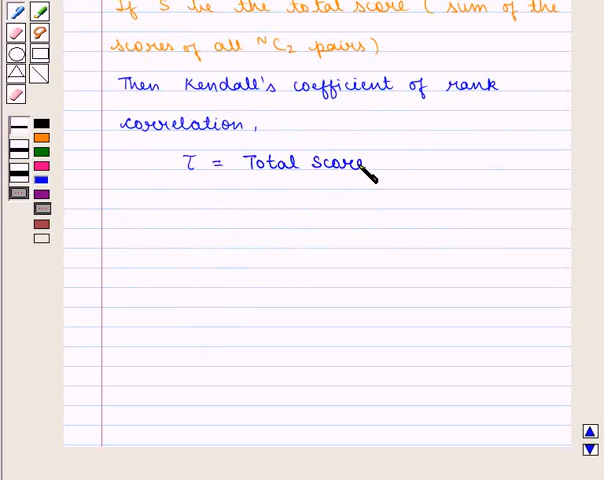 If S be the total score ( sum of the
scores of all ᴺC₂ pairs )
Then Kendall's coefficient of rank
correlation,
τ = Total score